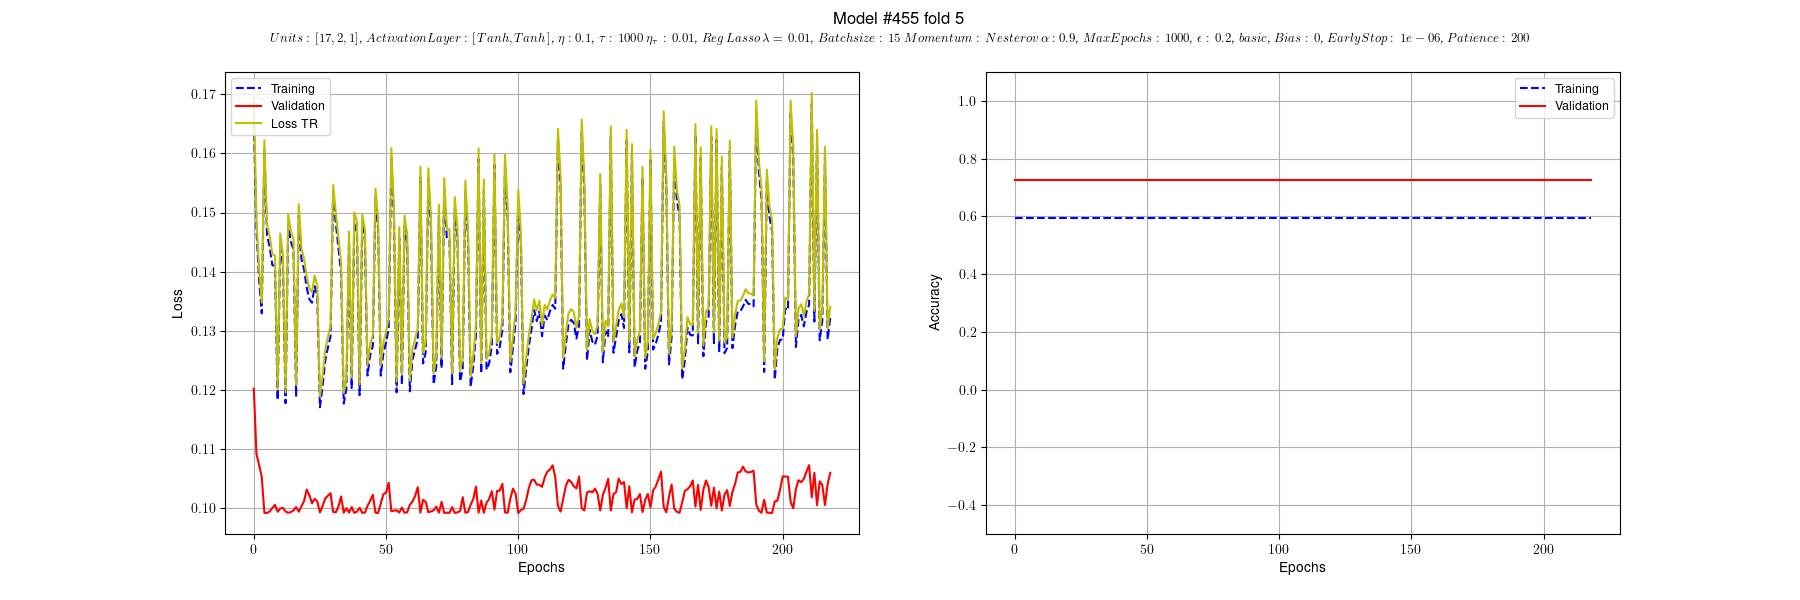 Model #455 fold 5
Units : [17, 2, 1], ActivationLayer : [Tanh, Tanh], η : 0.1, τ : 1000 ητ : 0.01, Reg Lasso λ = 0.01, Batchsize : 15 Momentum : Nesterov α : 0.9, MaxEpochs : 1000, ϵ : 0.2, basic, Bias : 0, EarlyStop : 1e − 06, Patience : 200
Training
Validation
Loss TR
0.17
0.16
0.15
0.14
0.13
0.12
0.11
0.10
Loss
0 50 100 150 200
Epochs
Training
Validation
1.0
0.8
0.6
0.4
0.2
0.0
−0.2
−0.4
Accuracy
0 50 100 150 200
Epochs